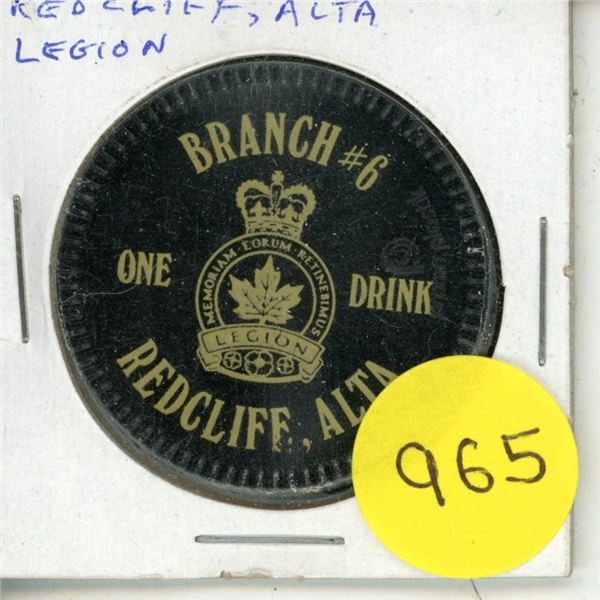 REDCLIFF, ALTA
LEGION
BRANCH #6
MEMORIAM·EORUM·RETINEBIMUS
ONE DRINK
LEGION
REDCLIFF, ALTA
965